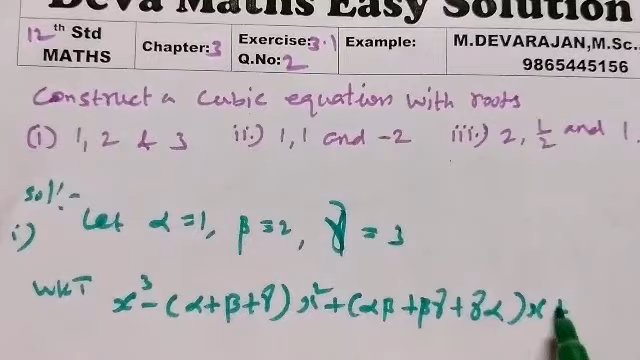 Deva Maths Easy Solution
12th Std MATHS Chapter: 3 Exercise: 3.1 Q.No: 2 Example: M.DEVARAJAN,M.Sc., 9865445156
Construct a cubic equation with roots
(i) 1, 2 & 3 ii.) 1, 1 and -2 iii.) 2, 1/2 and 1.
Sol:-
i) Let α = 1, β = 2, γ = 3
WKT x³ - (α+β+γ) x² + (αβ + βγ + γα) x